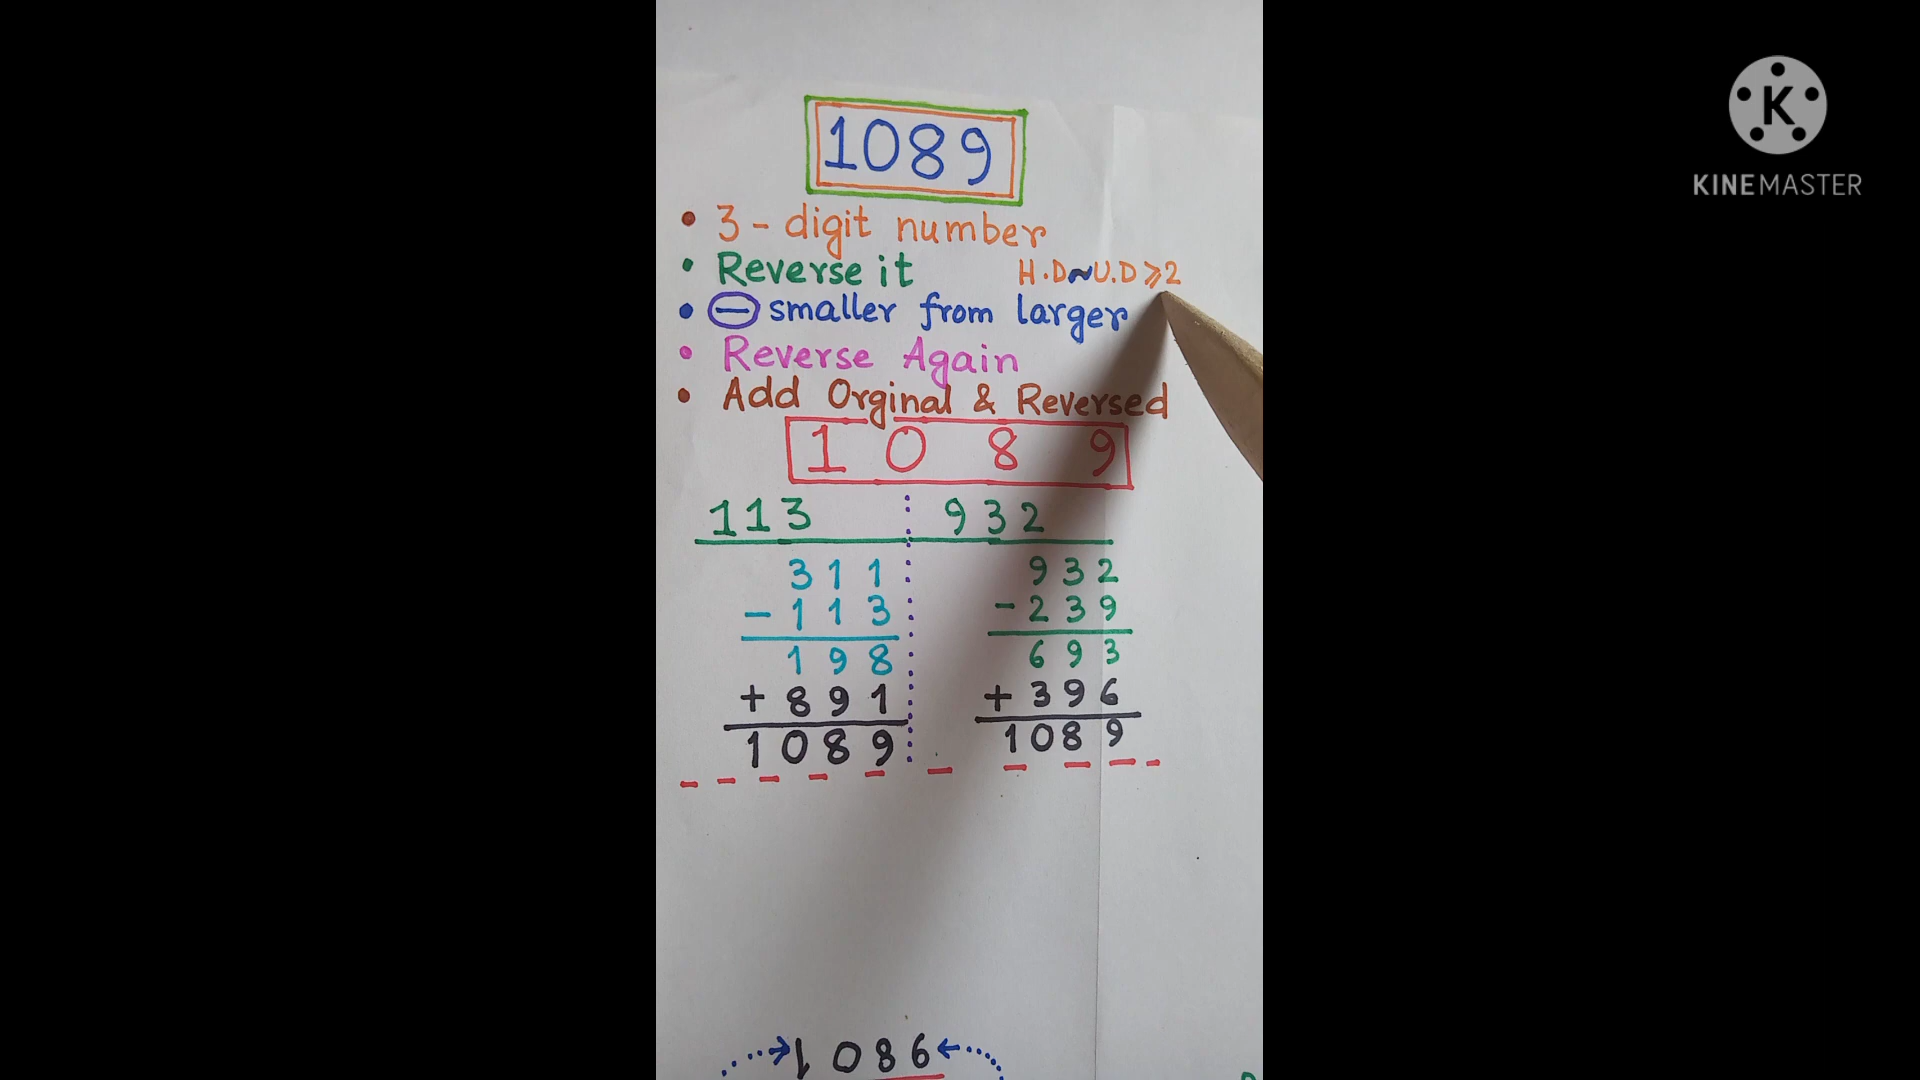 1089
• 3-digit number
• Reverse it H.D~U.D⩾2
• ⊖ smaller from larger
• Reverse Again
• Add Orginal & Reversed
1 0 8 9
113 932
311
- 113
198
+ 891
1089
932
- 239
693
+ 396
1089
1086
K
KINEMASTER